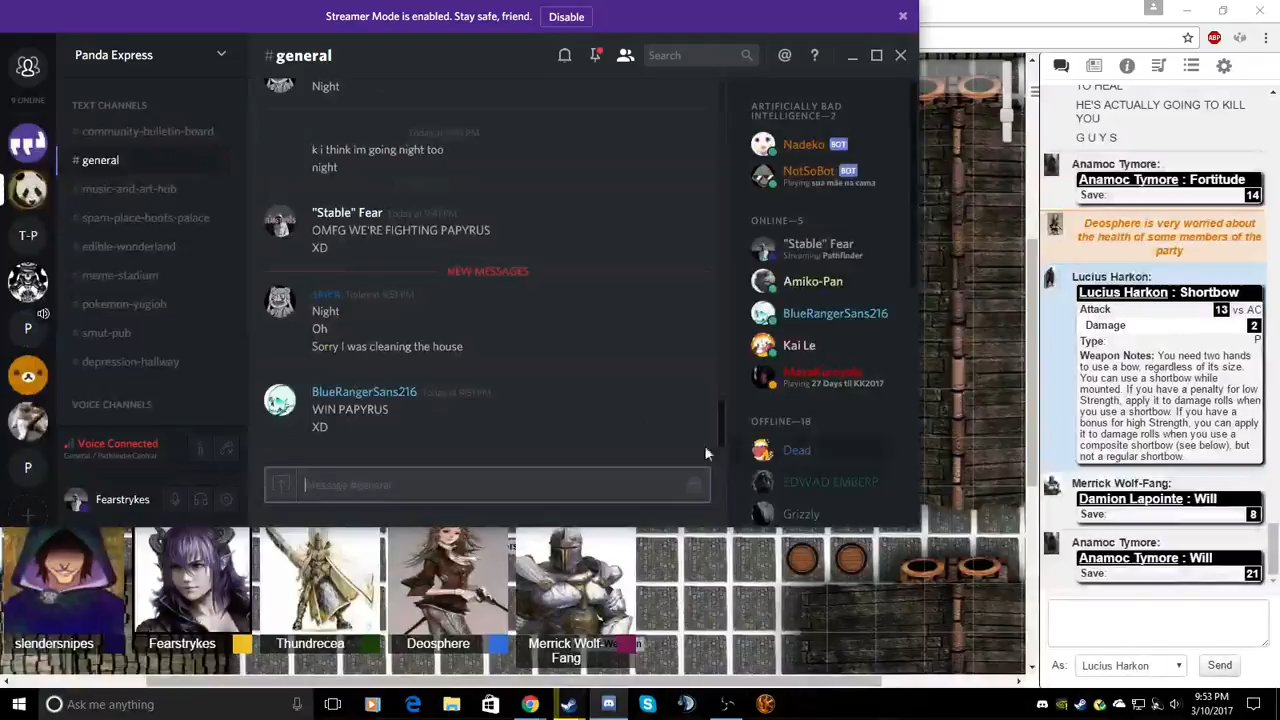 Streamer Mode is enabled. Stay safe, friend.
Disable
Panda Express
#general
Search
9 ONLINE
TEXT CHANNELS
# community-bulletin-board
# general
# music-and-art-hub
# spam-place-boots-palace
# edible-wonderland
# meme-stadium
# pokemon-yugioh
# smut-pub
# depression-hallway
VOICE CHANNELS
T-P
P
P
Voice Connected
Fearstrykes
Night
k i think im going night too
night
"Stable" Fear
OMFG WE'RE FIGHTING PAPYRUS
XD
NEW MESSAGES
Night
Oh
Sorry I was cleaning the house
BlueRangerSans216
WIN PAPYRUS
XD
Message #general
ARTIFICIALLY BAD
INTELLIGENCE—2
Nadeko BOT
NotSoBot BOT
Playing sua mãe na cama
ONLINE—5
"Stable" Fear
Streaming Pathfinder
Amiko-Pan
BlueRangerSans216
Kai Le
Playing 27 Days til KK2017
OFFLINE—18
Dead
EDWAD EMBERP
Grizzly
TO HEAL
HE'S ACTUALLY GOING TO KILL
YOU
G U Y S
Anamoc Tymore:
Anamoc Tymore : Fortitude
Save: 14
Deosphere is very worried about
the health of some members of the
party
Lucius Harkon:
Lucius Harkon : Shortbow
Attack 13 vs AC
Damage 2
Type: P
Weapon Notes: You need two hands
to use a bow, regardless of its size.
You can use a shortbow while
mounted. If you have a penalty for low
Strength, apply it to damage rolls when
you use a shortbow. If you have a
bonus for high Strength, you can apply
it to damage rolls when you use a
composite shortbow (see below), but
not a regular shortbow.
Merrick Wolf-Fang:
Damion Lapointe : Will
Save: 8
Anamoc Tymore:
Anamoc Tymore : Will
Save: 21
As: Lucius Harkon
Send
slendersnipes
Fearstrykes
Thundrecea
Deosphere
Merrick Wolf-
Fang
Ask me anything
9:53 PM
3/10/2017